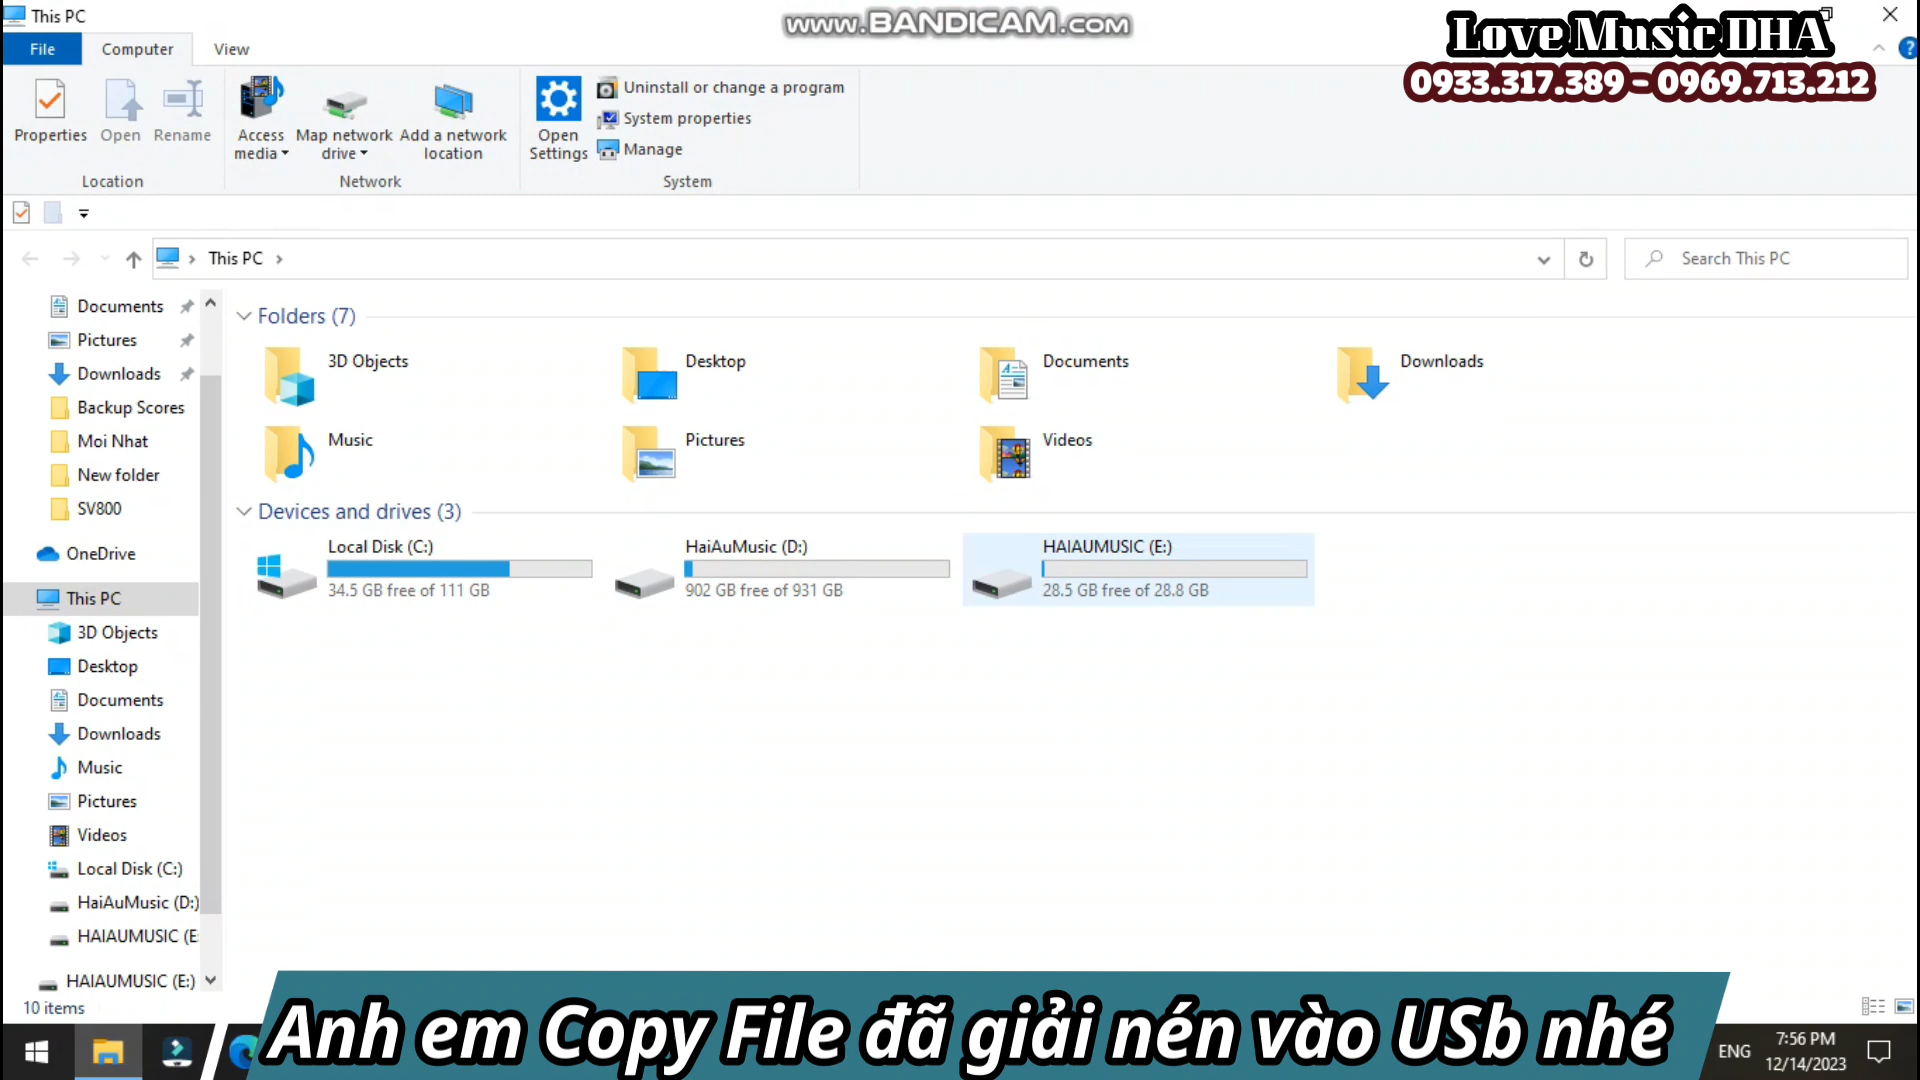 This PC
www.BANDICAM.com
Love Music DHA
0933.317.389 - 0969.713.212
File
Computer
View
Properties
Open
Rename
Access media
Map network drive
Add a network location
Open Settings
Uninstall or change a program
System properties
Manage
Location
Network
System
This PC
Search This PC
Documents
Pictures
Downloads
Backup Scores
Moi Nhat
New folder
SV800
OneDrive
This PC
3D Objects
Desktop
Documents
Downloads
Music
Pictures
Videos
Local Disk (C:)
HaiAuMusic (D:)
HAIAUMUSIC (E:
HAIAUMUSIC (E:)
Folders (7)
3D Objects
Desktop
Documents
Downloads
Music
Pictures
Videos
Devices and drives (3)
Local Disk (C:)
34.5 GB free of 111 GB
HaiAuMusic (D:)
902 GB free of 931 GB
HAIAUMUSIC (E:)
28.5 GB free of 28.8 GB
10 items
Anh em Copy File đã giải nén vào USb nhé
ENG
7:56 PM
12/14/2023